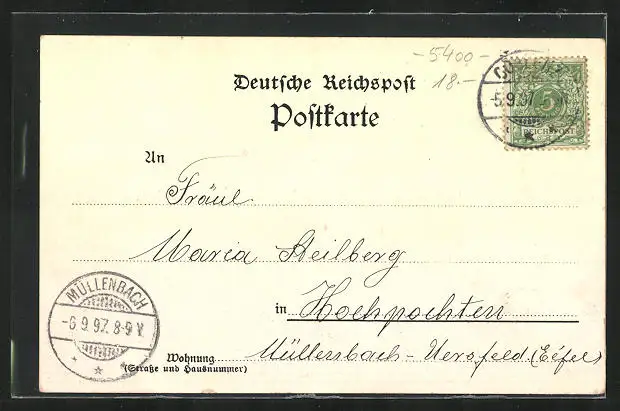 -5400-
18.-
Deutsche Reichspost
Postkarte
-5.9.97
5
REICHSPOST
An
Fräul.
Maria Heilberg
in Hochpochten
MÜLLENBACH
-6.9.97. 8-9 V
Wohnung Müllenbach - Uersfeld. (Eifel)
(Straße und Hausnummer)